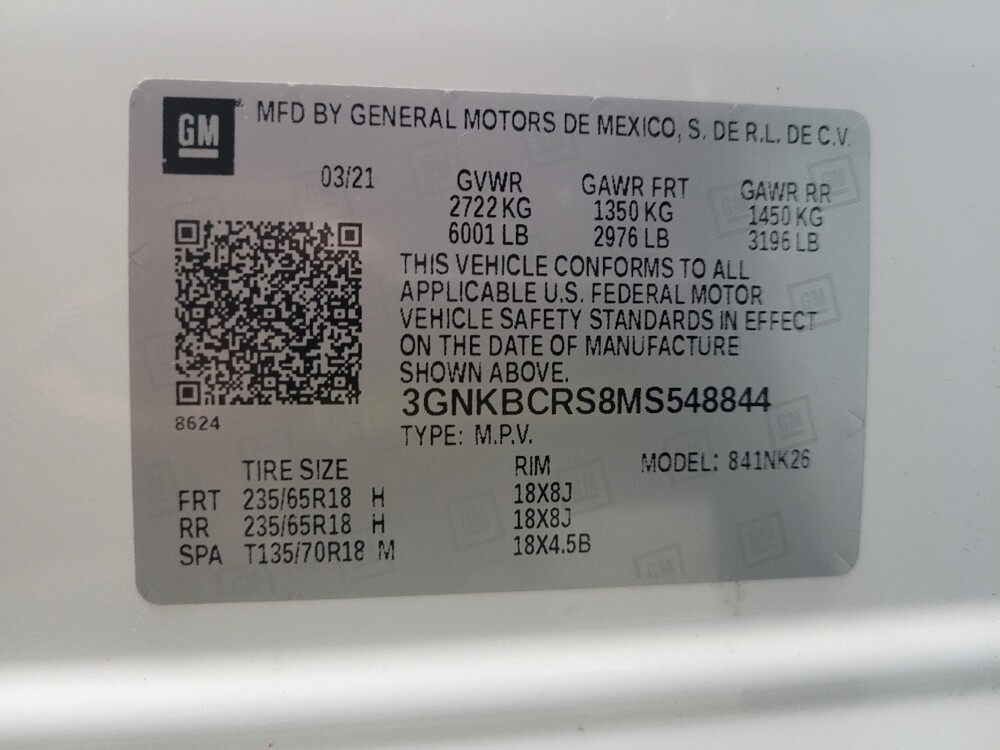 GM
MFD BY GENERAL MOTORS DE MEXICO, S. DE R.L. DE C.V.
03/21 GVWR GAWR FRT GAWR RR
2722 KG 1350 KG 1450 KG
6001 LB 2976 LB 3196 LB
THIS VEHICLE CONFORMS TO ALL
APPLICABLE U.S. FEDERAL MOTOR
VEHICLE SAFETY STANDARDS IN EFFECT
ON THE DATE OF MANUFACTURE
SHOWN ABOVE.
3GNKBCRS8MS548844
8624
TYPE: M.P.V. MODEL: 841NK26
TIRE SIZE RIM
FRT 235/65R18 H 18X8J
RR 235/65R18 H 18X8J
SPA T135/70R18 M 18X4.5B